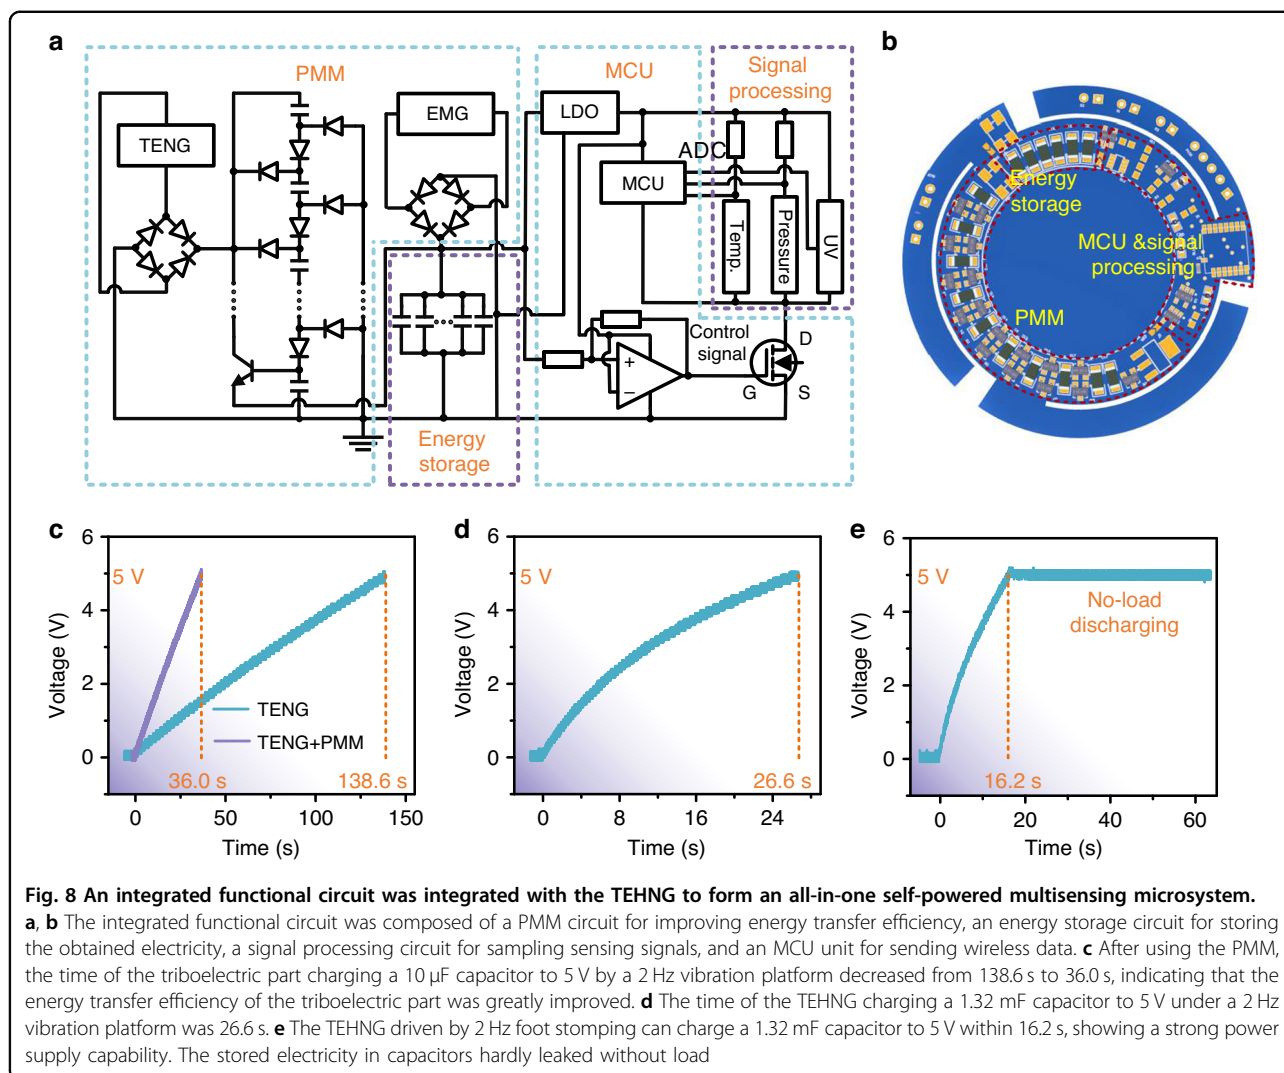 a
PMM
MCU
Signal
processing
TENG
EMG
LDO
ADC
MCU
Temp.
Pressure
UV
Control
signal
+
−
D
G
S
Energy
storage
b
Energy
storage
MCU &signal
processing
PMM
c
6
5 V
4
2
0
Voltage (V)
TENG
TENG+PMM
36.0 s
138.6 s
0
50
100
150
Time (s)
d
6
5 V
4
2
0
Voltage (V)
26.6 s
0
8
16
24
Time (s)
e
6
5 V
4
2
0
Voltage (V)
No-load
discharging
16.2 s
0
20
40
60
Time (s)
Fig. 8 An integrated functional circuit was integrated with the TEHNG to form an all-in-one self-powered multisensing microsystem.
a, b The integrated functional circuit was composed of a PMM circuit for improving energy transfer efficiency, an energy storage circuit for storing
the obtained electricity, a signal processing circuit for sampling sensing signals, and an MCU unit for sending wireless data. c After using the PMM,
the time of the triboelectric part charging a 10 μF capacitor to 5 V by a 2 Hz vibration platform decreased from 138.6 s to 36.0 s, indicating that the
energy transfer efficiency of the triboelectric part was greatly improved. d The time of the TEHNG charging a 1.32 mF capacitor to 5 V under a 2 Hz
vibration platform was 26.6 s. e The TEHNG driven by 2 Hz foot stomping can charge a 1.32 mF capacitor to 5 V within 16.2 s, showing a strong power
supply capability. The stored electricity in capacitors hardly leaked without load